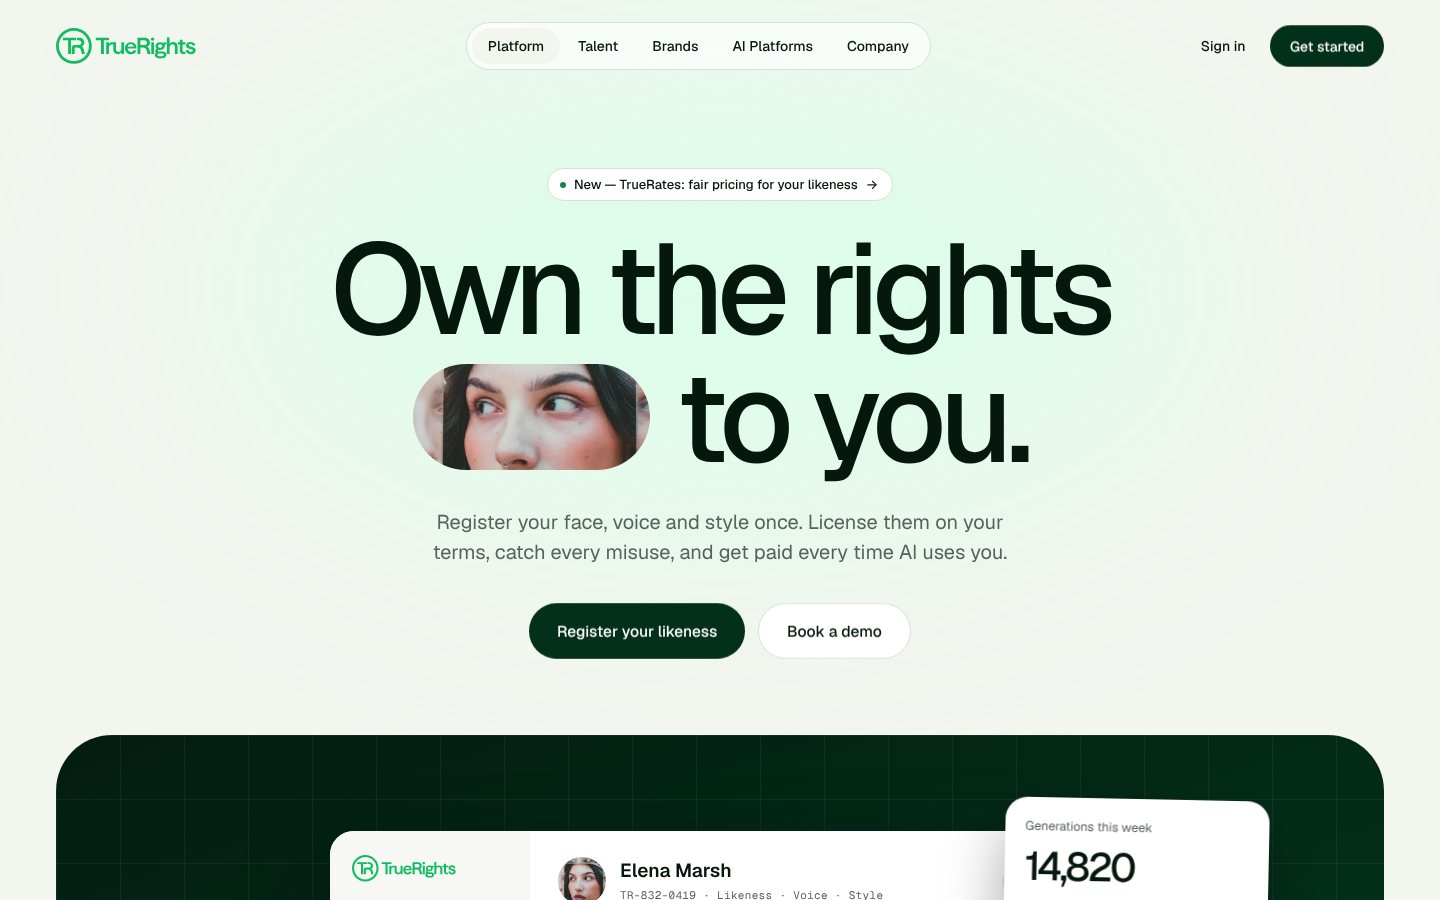 TR TrueRights
Platform
Talent
Brands
AI Platforms
Company
Sign in
Get started
New — TrueRates: fair pricing for your likeness →
Own the rights
to you.
Register your face, voice and style once. License them on your
terms, catch every misuse, and get paid every time AI uses you.
Register your likeness
Book a demo
TR TrueRights
Elena Marsh
TR-832-0419 · Likeness · Voice · Style
Generations this week
14,820